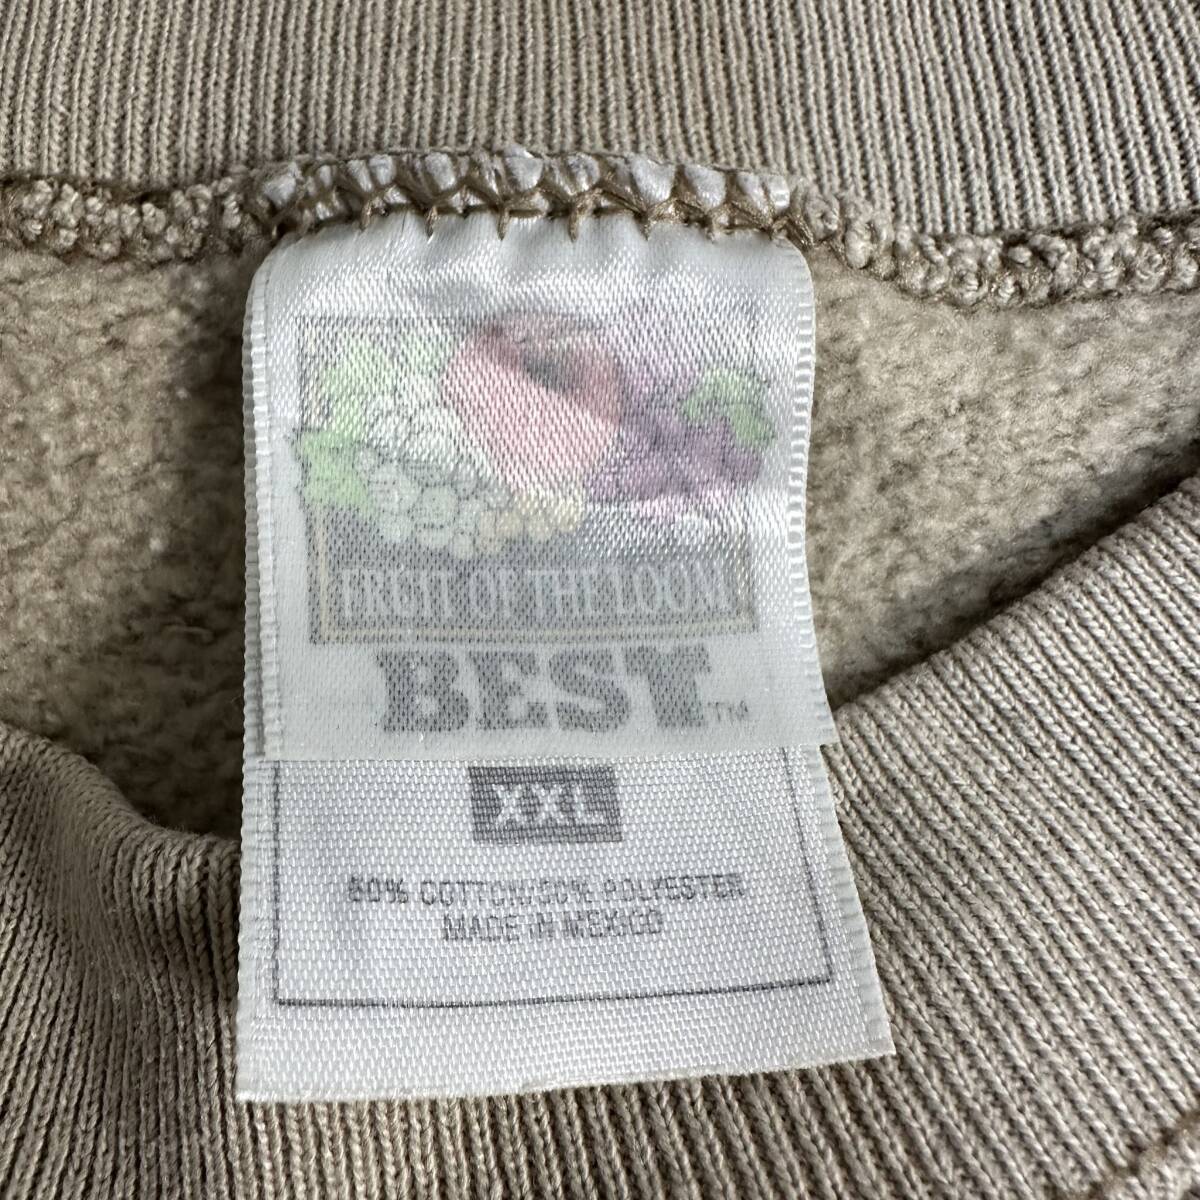 FRUIT OF THE LOOM
BEST™
XXL
50% COTTON/50% POLYESTER
MADE IN MEXICO